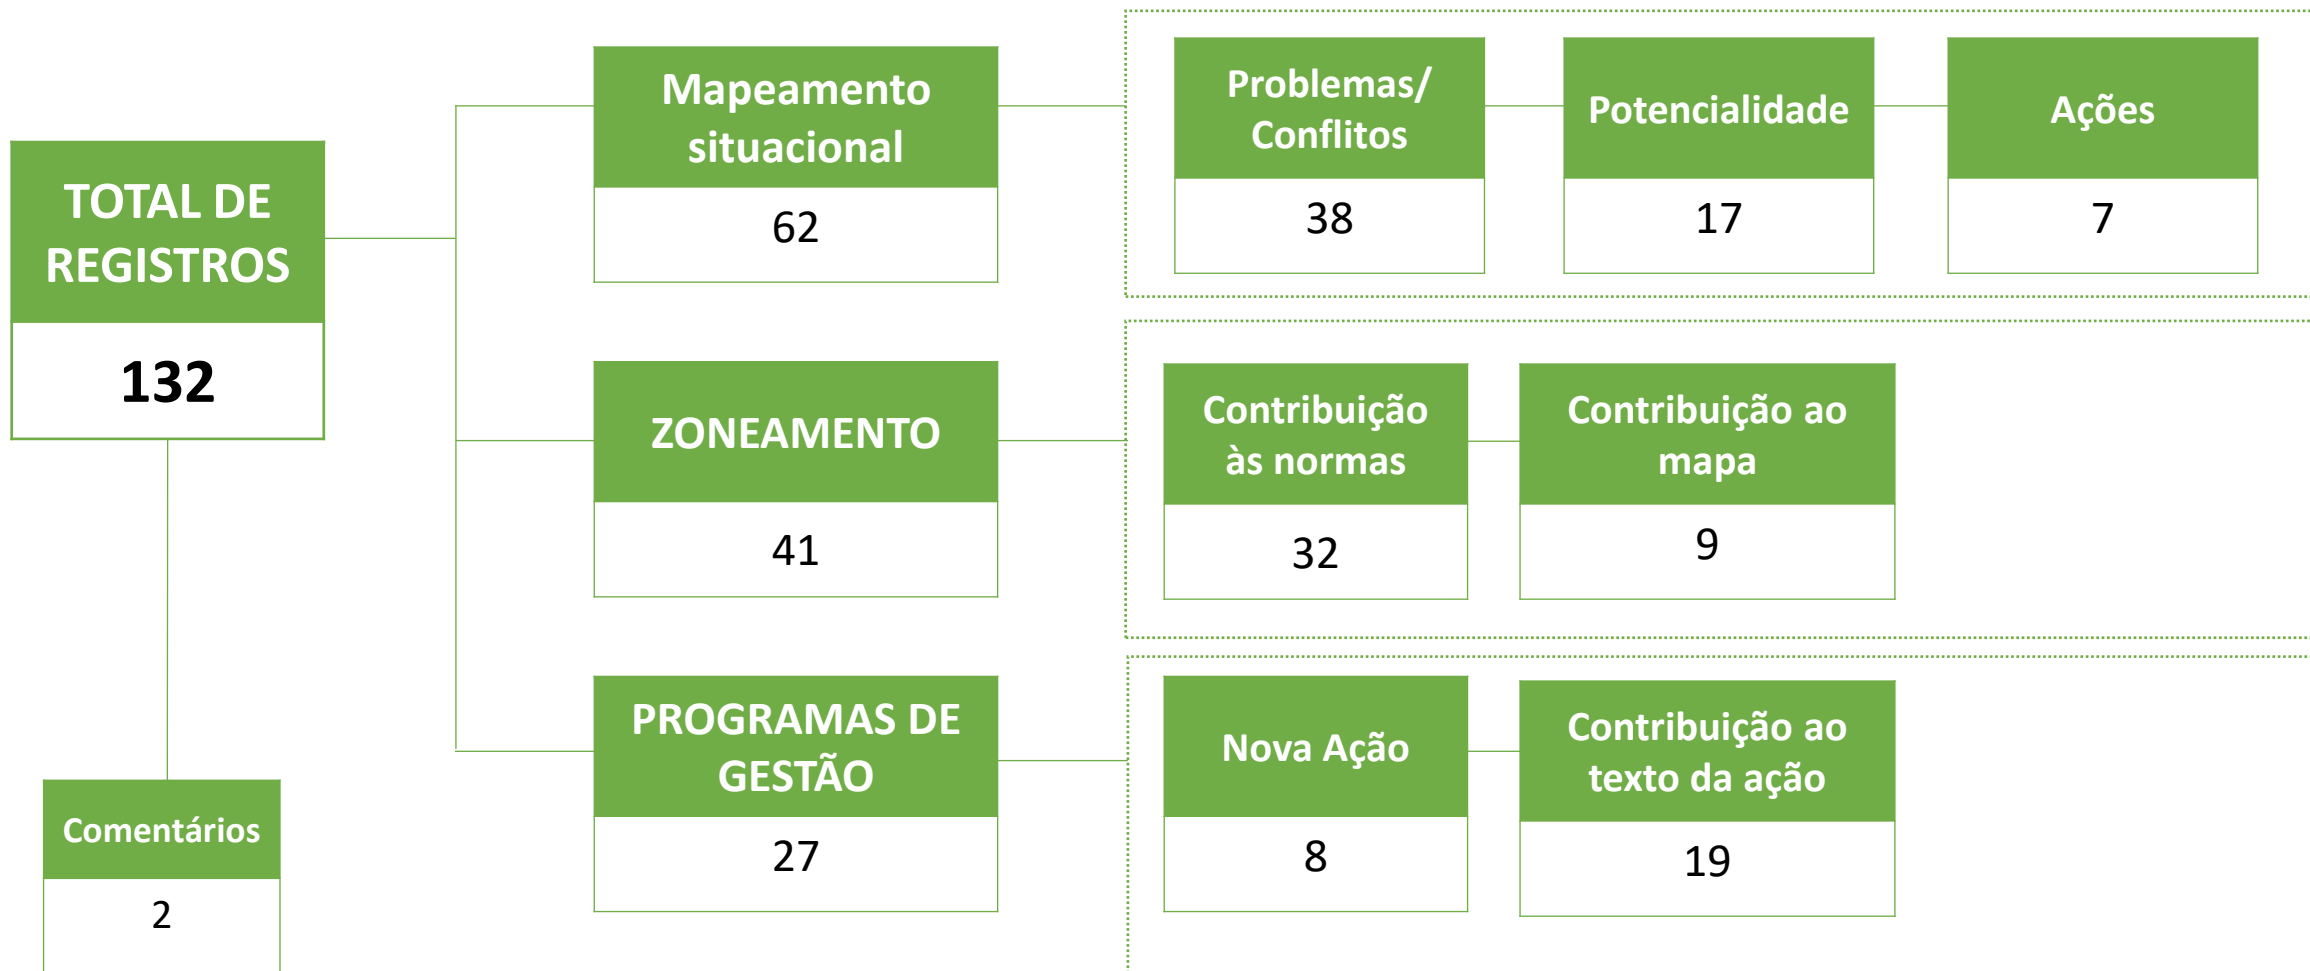 TOTAL DE
REGISTROS
132
Comentários
2
Mapeamento
situacional
62
Problemas/
Conflitos
38
Potencialidade
17
Ações
7
ZONEAMENTO
41
Contribuição
às normas
32
Contribuição ao
mapa
9
PROGRAMAS DE
GESTÃO
27
Nova Ação
8
Contribuição ao
texto da ação
19